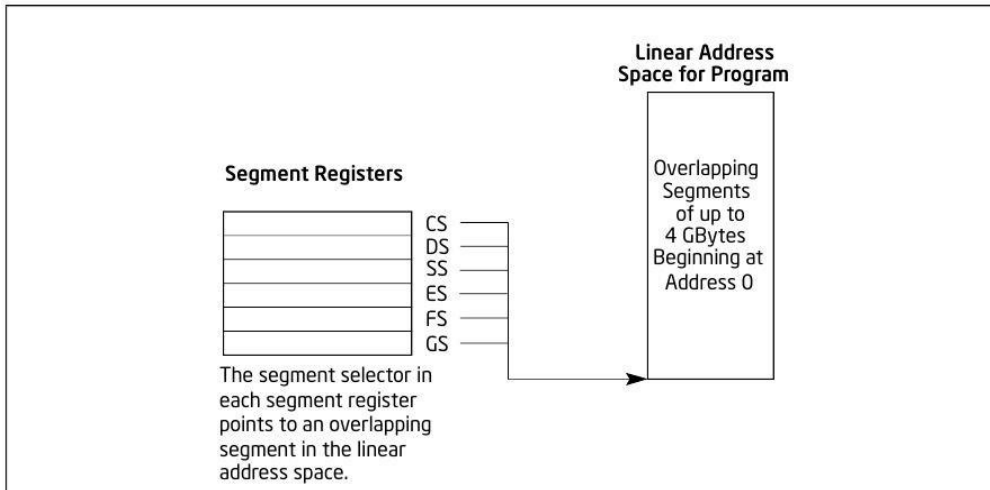 Linear Address
Space for Program
Segment Registers
Overlapping
Segments
of up to
4 GBytes
Beginning at
Address 0
CS
DS
SS
ES
FS
GS
The segment selector in
each segment register
points to an overlapping
segment in the linear
address space.